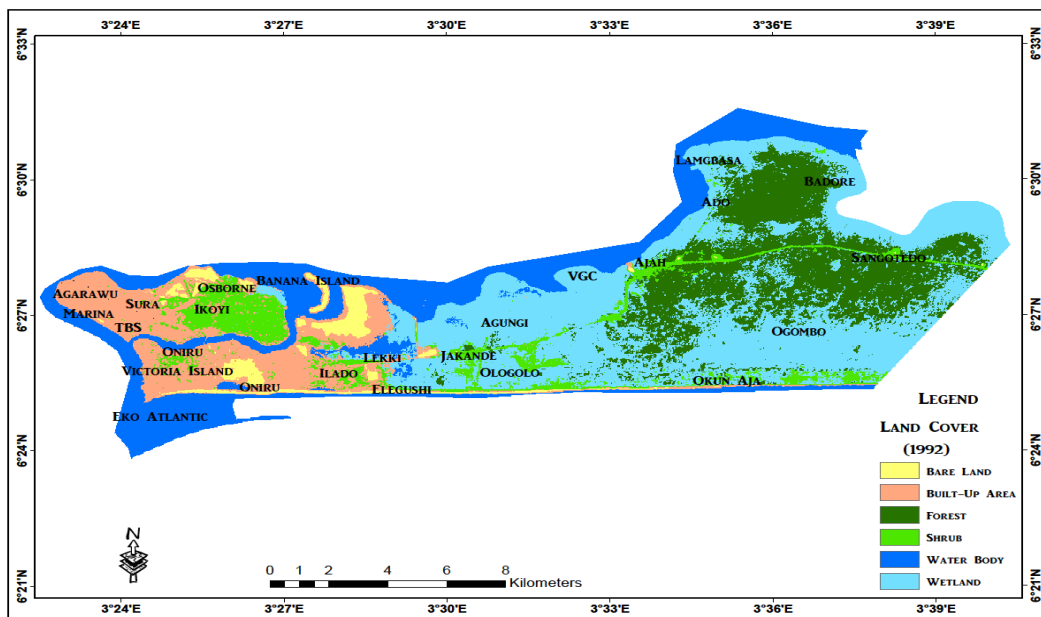 3°24'E 3°27'E 3°30'E 3°33'E 3°36'E 3°39'E
6°33'N 6°33'N
Lamgbasa
6°30'N Badore 6°30'N
Ado
Ajah
Sangotedo
VGC
Banana Island
Osborne
Agarawu
Sura
Ikoyi
6°27'N Marina 6°27'N
TBS
Agungi
Ogombo
Oniru
Lekki
Jakande
Victoria Island
Ilado
Ologolo
Oniru
Elegushi
Okun Aja
Eko Atlantic
Legend
Land Cover
(1992)
6°24'N 6°24'N
Bare Land
Built-Up Area
Forest
Shrub
Water Body
Wetland
N
0 1 2 4 6 8
Kilometers
6°21'N 6°21'N
3°24'E 3°27'E 3°30'E 3°33'E 3°36'E 3°39'E